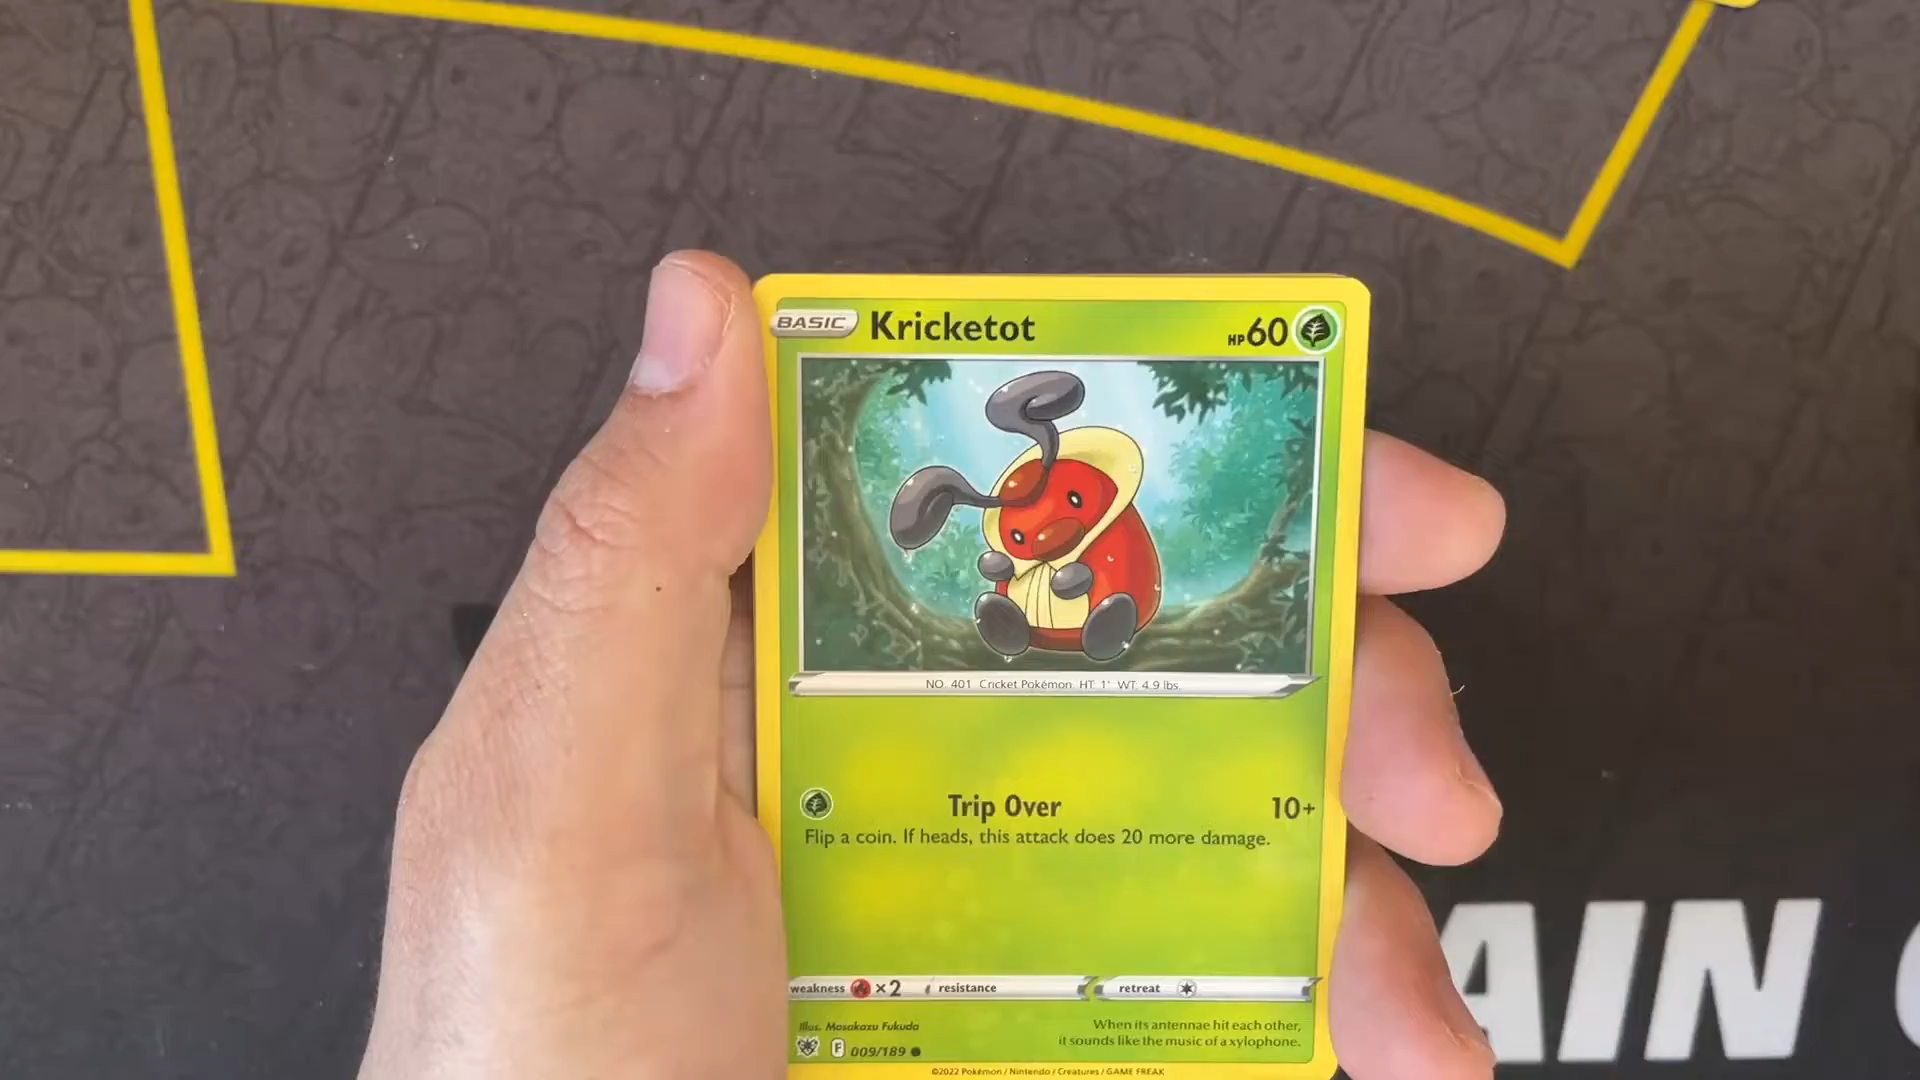 BASIC Kricketot HP60
NO. 401 Cricket Pokémon HT: 1' WT: 4.9 lbs.
Trip Over 10+
Flip a coin. If heads, this attack does 20 more damage.
weakness ×2 resistance retreat
Illus. Masakazu Fukuda
When its antennae hit each other,
it sounds like the music of a xylophone.
F 009/189
©2022 Pokémon / Nintendo / Creatures / GAME FREAK
AIN